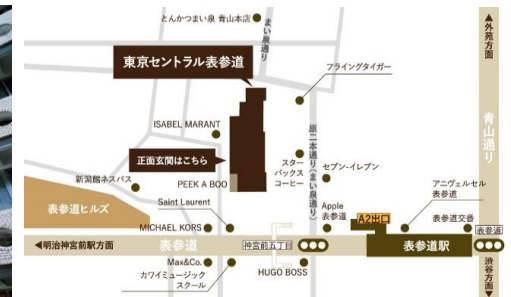 とんかつまい泉 青山本店
まい泉通り
▲外苑方面
東京セントラル表参道
フライングタイガー
青山通り
ISABEL MARANT
原二本通り(まい泉通り)
正面玄関はこちら
スター
バックス
コーヒー
セブン-イレブン
新潟館ネスパス
PEEK A BOO
アニヴェルセル
表参道
Saint Laurent
Apple
表参道
A2出口
表参道交番
表参道ヒルズ
MICHAEL KORS
表参道
◀明治神宮前駅方面
表参道
神宮前五丁目
表参道駅
Max&Co.
カワイミュージック
スクール
HUGO BOSS
渋谷方面▼